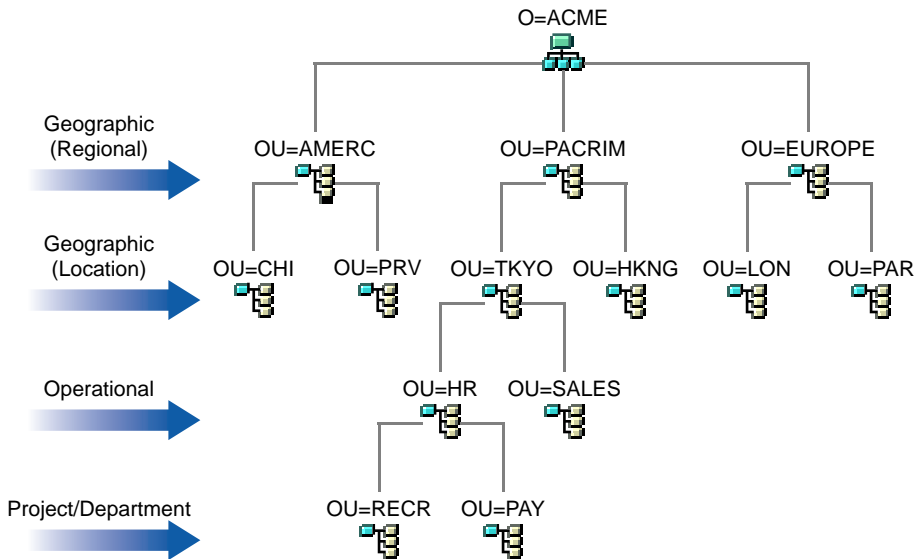 O=ACME
Geographic
(Regional)
OU=AMERC
OU=PACRIM
OU=EUROPE
Geographic
(Location)
OU=CHI
OU=PRV
OU=TKYO
OU=HKNG
OU=LON
OU=PAR
Operational
OU=HR
OU=SALES
Project/Department
OU=RECR
OU=PAY